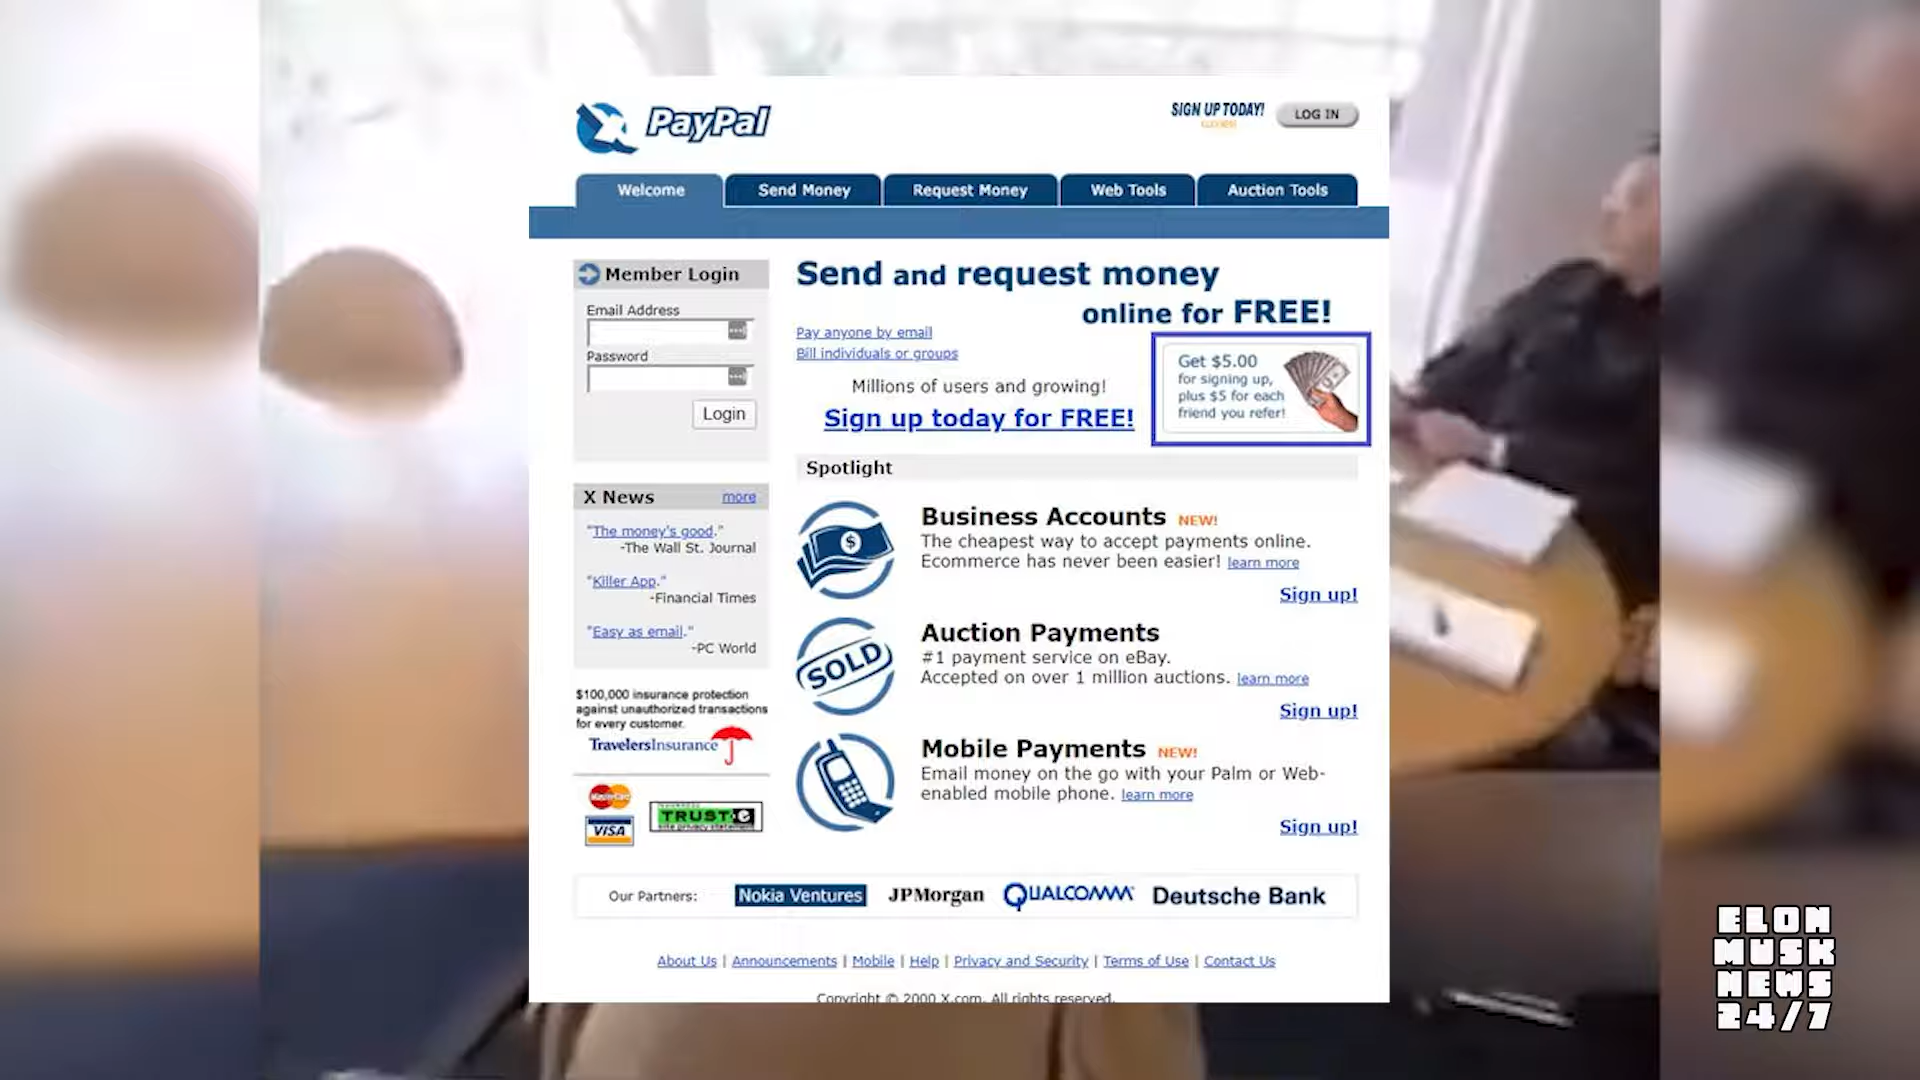 PayPal
SIGN UP TODAY!
LOG IN
Welcome
Send Money
Request Money
Web Tools
Auction Tools
Member Login
Email Address
Password
Login
X News
more
"The money's good."
-The Wall St. Journal
"Killer App."
-Financial Times
"Easy as email."
-PC World
$100,000 insurance protection
against unauthorized transactions
for every customer.
TravelersInsurance
MasterCard
VISA
TRUSTe
site privacy statement
Send and request money
online for FREE!
Pay anyone by email
Bill individuals or groups
Millions of users and growing!
Sign up today for FREE!
Get $5.00
for signing up,
plus $5 for each
friend you refer!
Spotlight
Business Accounts NEW!
The cheapest way to accept payments online.
Ecommerce has never been easier! learn more
Sign up!
Auction Payments
SOLD
#1 payment service on eBay.
Accepted on over 1 million auctions. learn more
Sign up!
Mobile Payments NEW!
Email money on the go with your Palm or Web-
enabled mobile phone. learn more
Sign up!
Our Partners: Nokia Ventures JPMorgan QUALCOMM Deutsche Bank
About Us | Announcements | Mobile | Help | Privacy and Security | Terms of Use | Contact Us
Copyright © 2000 X.com. All rights reserved.
ELON
MUSK
NEWS
24/7